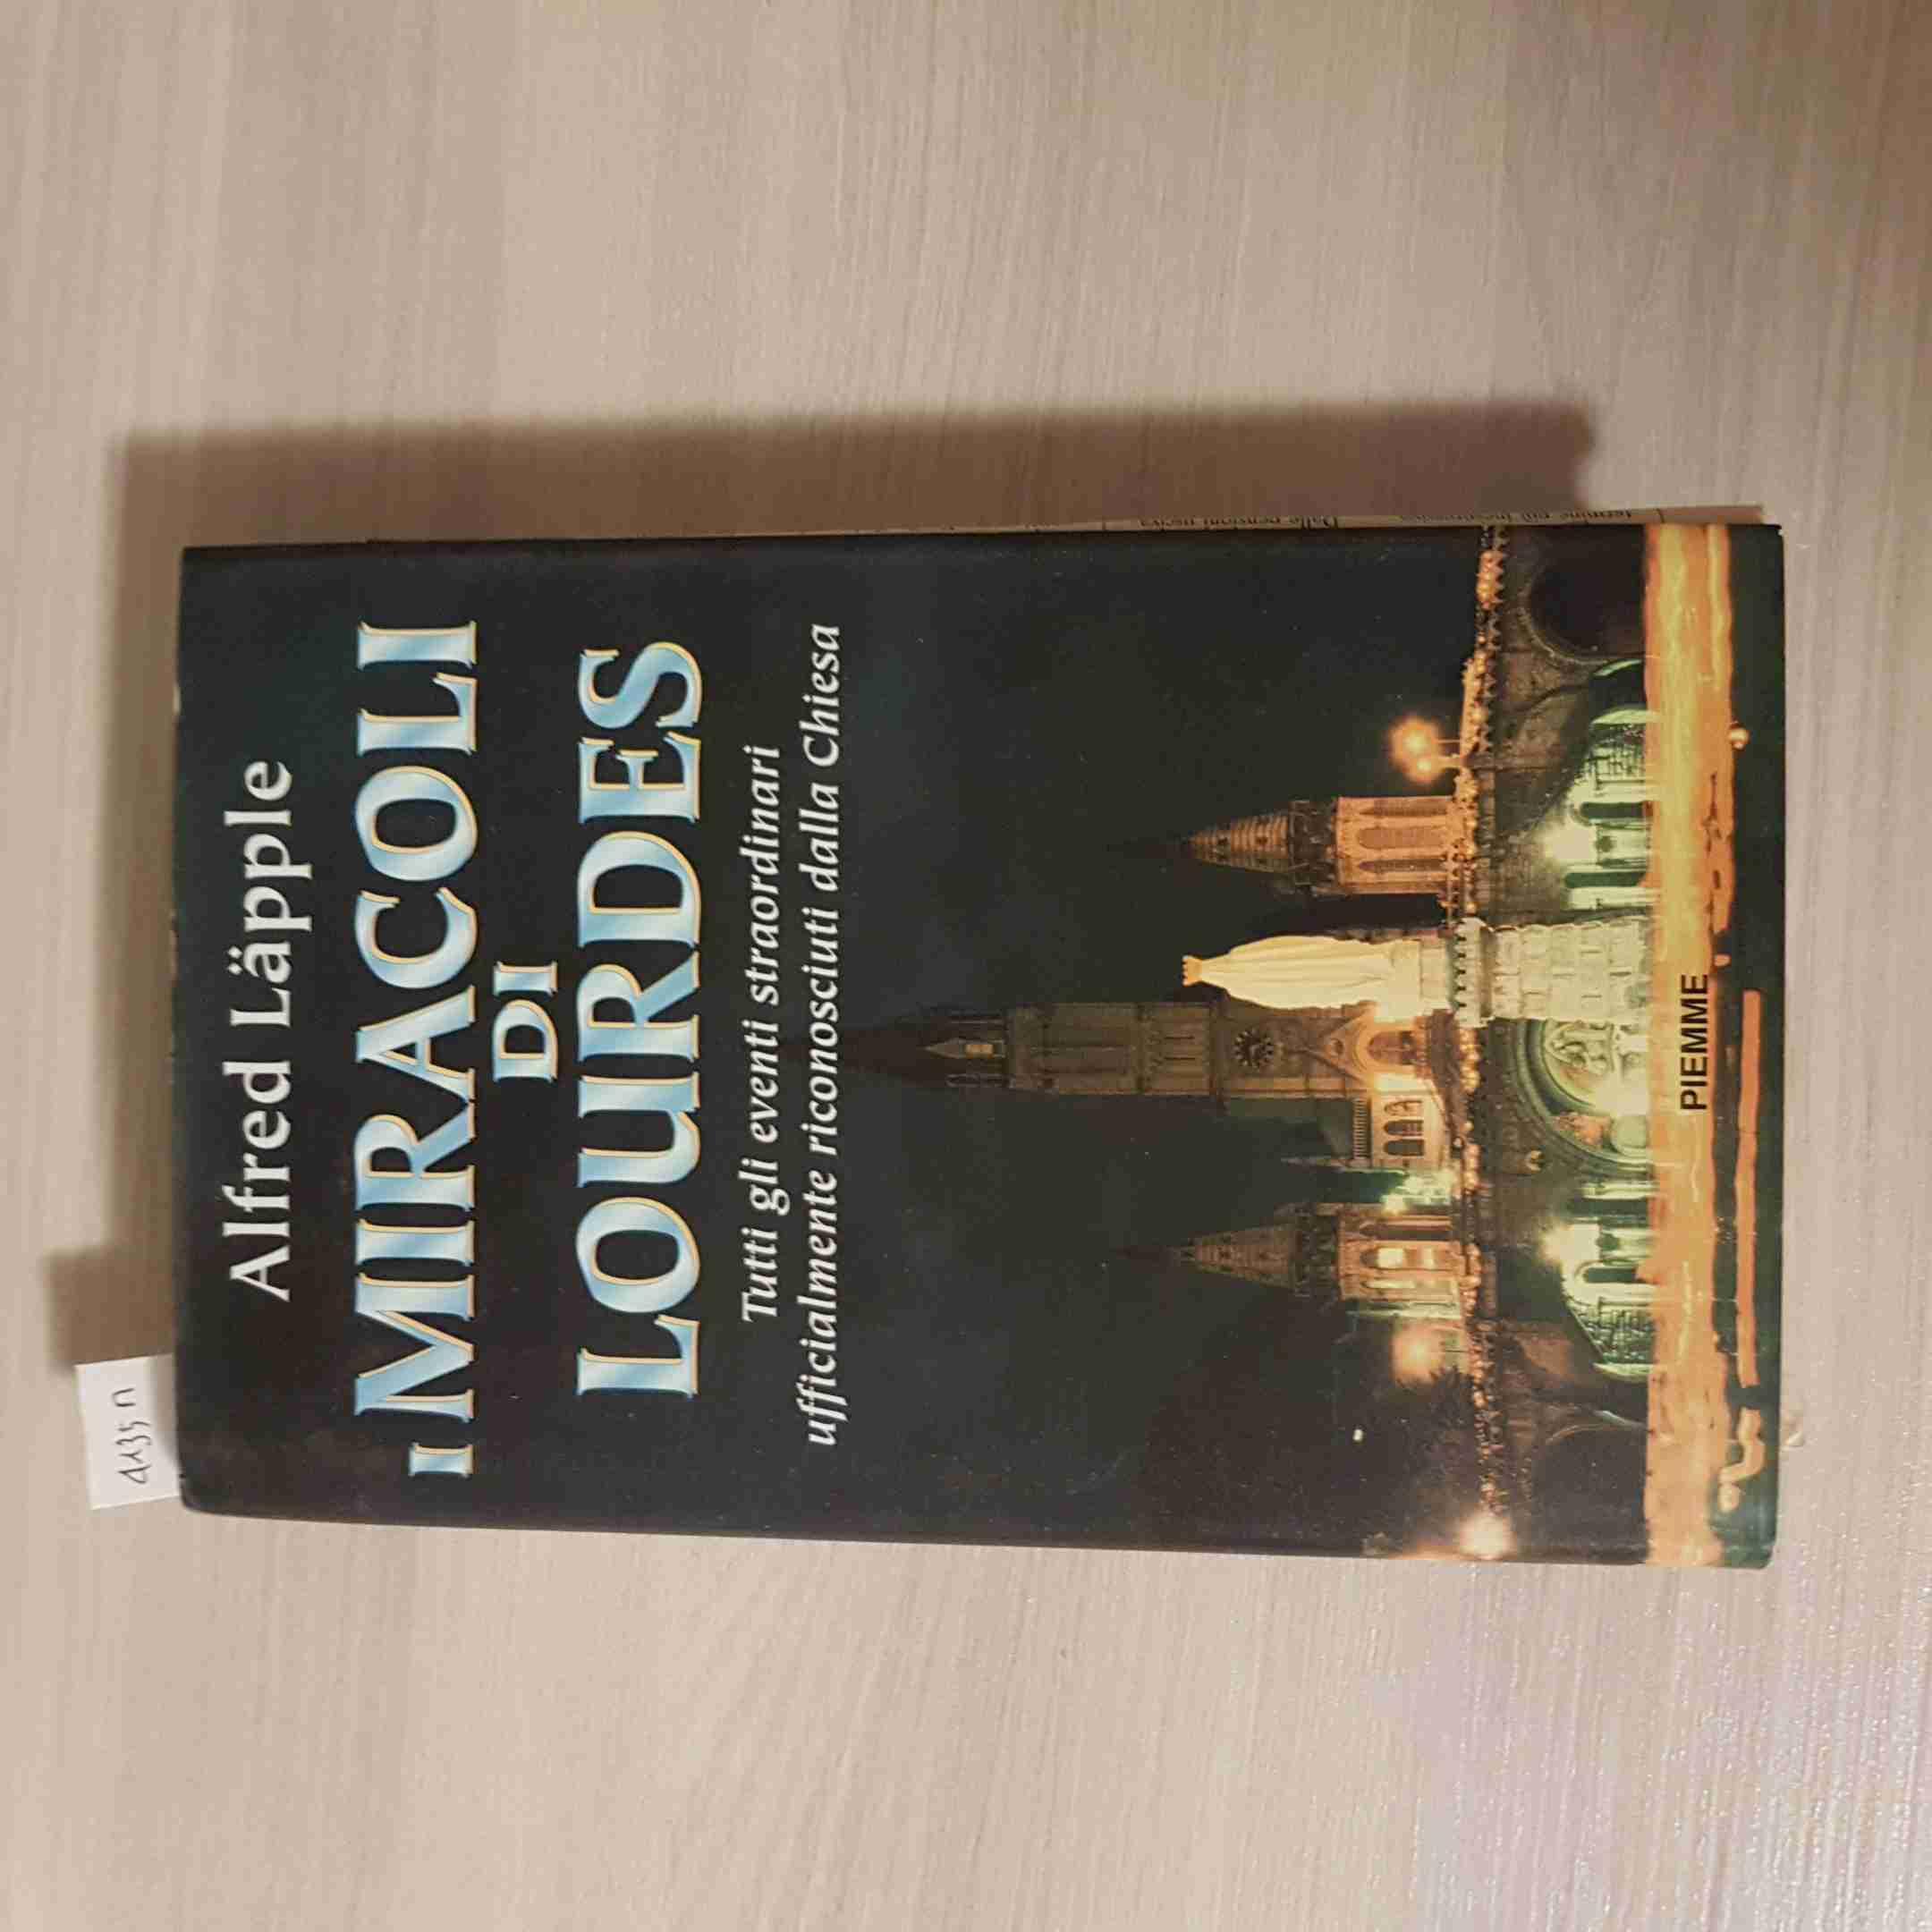 Alfred Läpple
I MIRACOLI
DI
LOURDES
Tutti gli eventi straordinari
ufficialmente riconosciuti dalla Chiesa
PIEMME